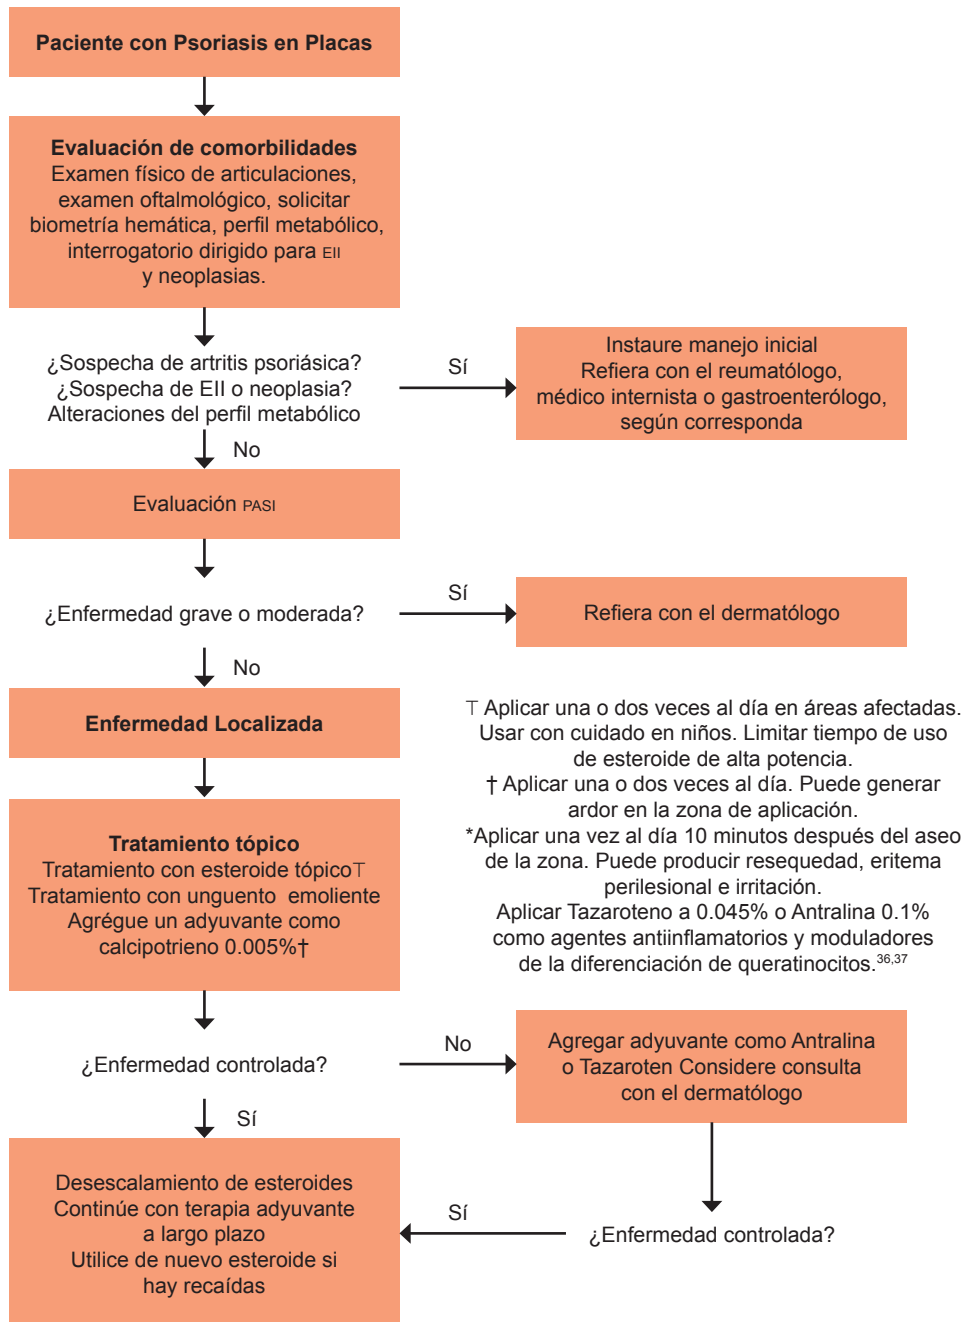 Paciente con Psoriasis en Placas
Evaluación de comorbilidades
Examen físico de articulaciones,
examen oftalmológico, solicitar
biometría hemática, perfil metabólico,
interrogatorio dirigido para EII
y neoplasias.
¿Sospecha de artritis psoriásica?
¿Sospecha de EII o neoplasia?
Alteraciones del perfil metabólico
Sí
Instaure manejo inicial
Refiera con el reumatólogo,
médico internista o gastroenterólogo,
según corresponda
No
Evaluación PASI
¿Enfermedad grave o moderada?
Sí
Refiera con el dermatólogo
No
Enfermedad Localizada
⊤ Aplicar una o dos veces al día en áreas afectadas.
Usar con cuidado en niños. Limitar tiempo de uso
de esteroide de alta potencia.
† Aplicar una o dos veces al día. Puede generar
ardor en la zona de aplicación.
*Aplicar una vez al día 10 minutos después del aseo
de la zona. Puede producir resequedad, eritema
perilesional e irritación.
Aplicar Tazaroteno a 0.045% o Antralina 0.1%
como agentes antiinflamatorios y moduladores
de la diferenciación de queratinocitos.36,37
Tratamiento tópico
Tratamiento con esteroide tópico⊤
Tratamiento con unguento emoliente
Agrégue un adyuvante como
calcipotrieno 0.005%†
¿Enfermedad controlada?
No
Agregar adyuvante como Antralina
o Tazaroten Considere consulta
con el dermatólogo
Sí
Desescalamiento de esteroides
Continúe con terapia adyuvante
a largo plazo
Utilice de nuevo esteroide si
hay recaídas
Sí
¿Enfermedad controlada?